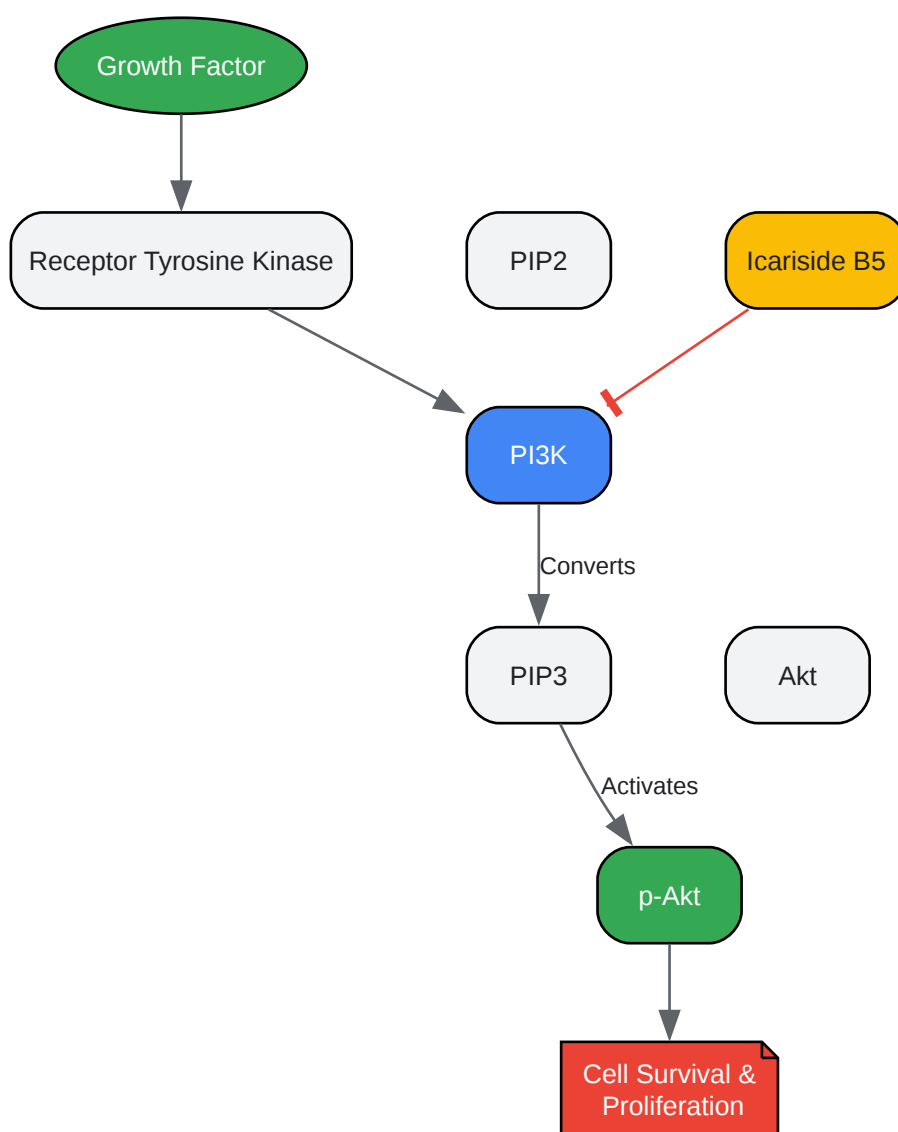 Growth Factor
Receptor Tyrosine Kinase
PIP2
Icariside B5
PI3K
Converts
PIP3
Akt
Activates
p-Akt
Cell Survival &
Proliferation